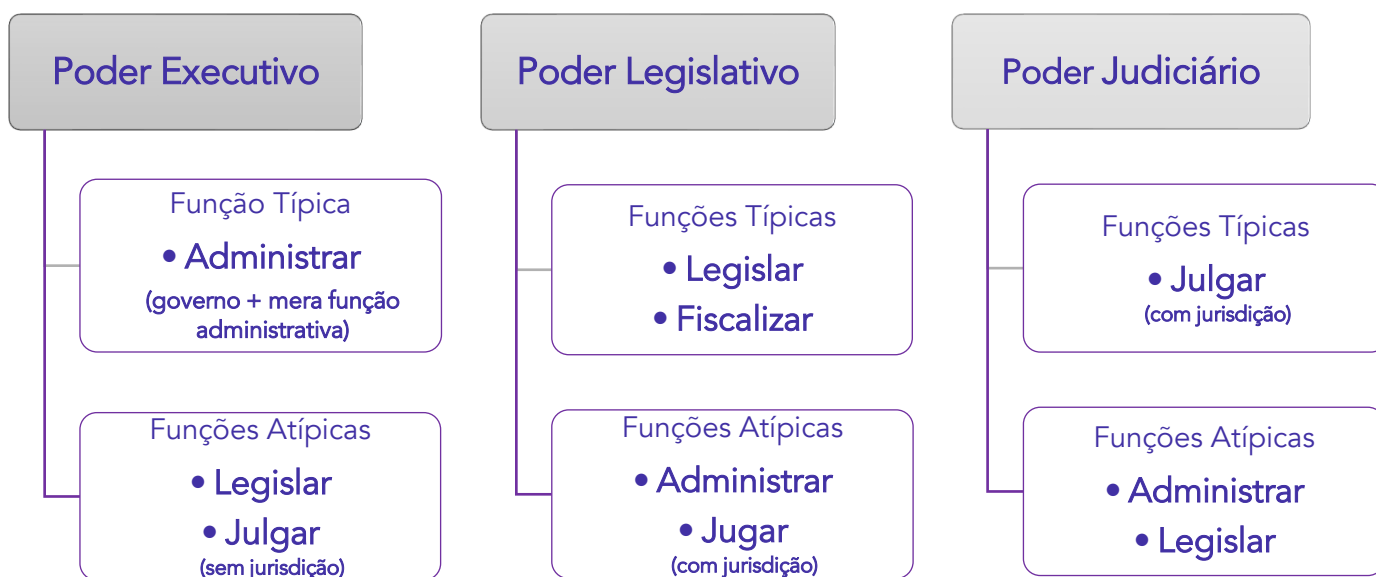 Poder Executivo
Função Típica
• Administrar
(governo + mera função
administrativa)
Funções Atípicas
• Legislar
• Julgar
(sem jurisdição)
Poder Legislativo
Funções Típicas
• Legislar
• Fiscalizar
Funções Atípicas
• Administrar
• Jugar
(com jurisdição)
Poder Judiciário
Funções Típicas
• Julgar
(com jurisdição)
Funções Atípicas
• Administrar
• Legislar